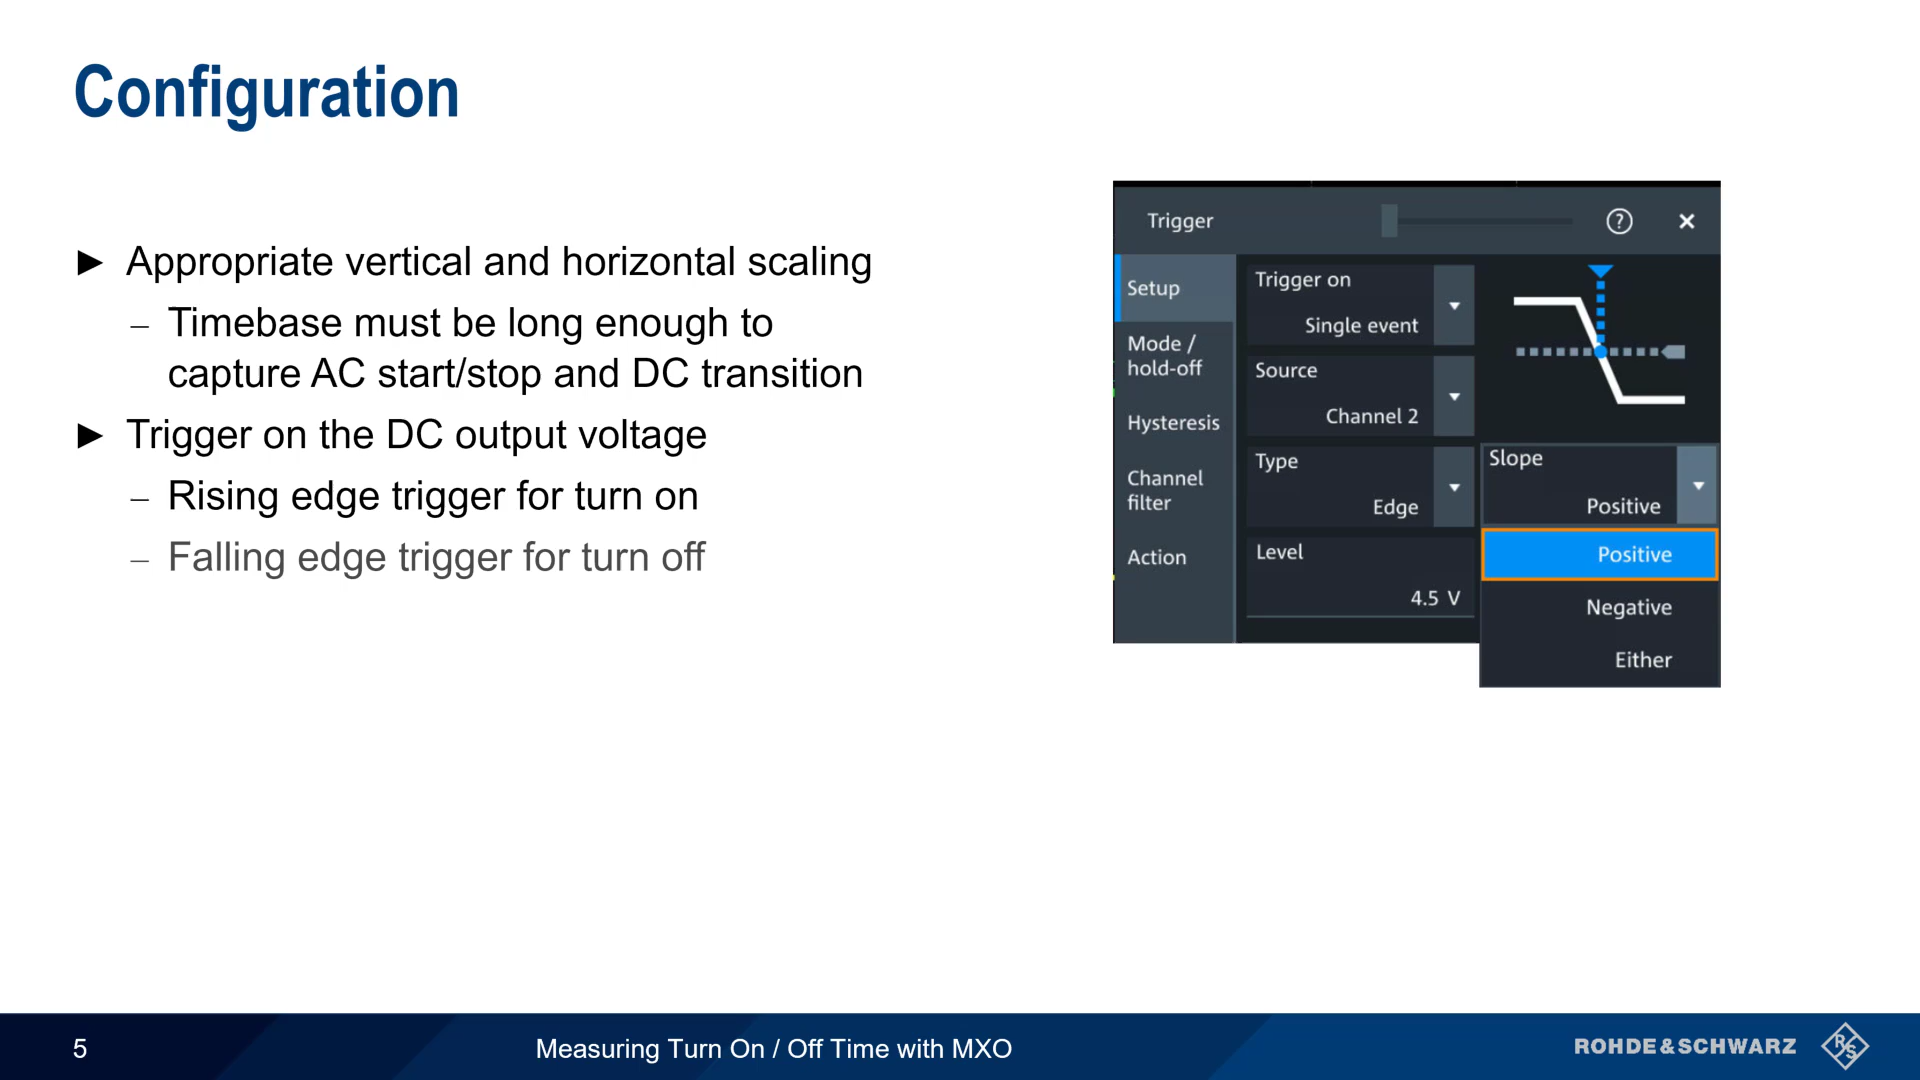 Configuration
► Appropriate vertical and horizontal scaling
– Timebase must be long enough to
capture AC start/stop and DC transition
► Trigger on the DC output voltage
– Rising edge trigger for turn on
– Falling edge trigger for turn off
Trigger
?
Setup
Mode /
hold-off
Hysteresis
Channel
filter
Action
Trigger on
Single event
Source
Channel 2
Type
Edge
Level
4.5 V
Slope
Positive
Positive
Negative
Either
5
Measuring Turn On / Off Time with MXO
ROHDE&SCHWARZ
R&S